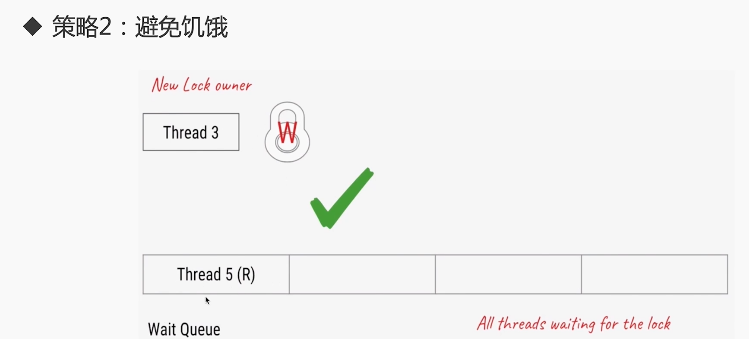 ◆ 策略2：避免饥饿
New Lock owner
Thread 3
W
Thread 5 (R)
Wait Queue
All threads waiting for the lock